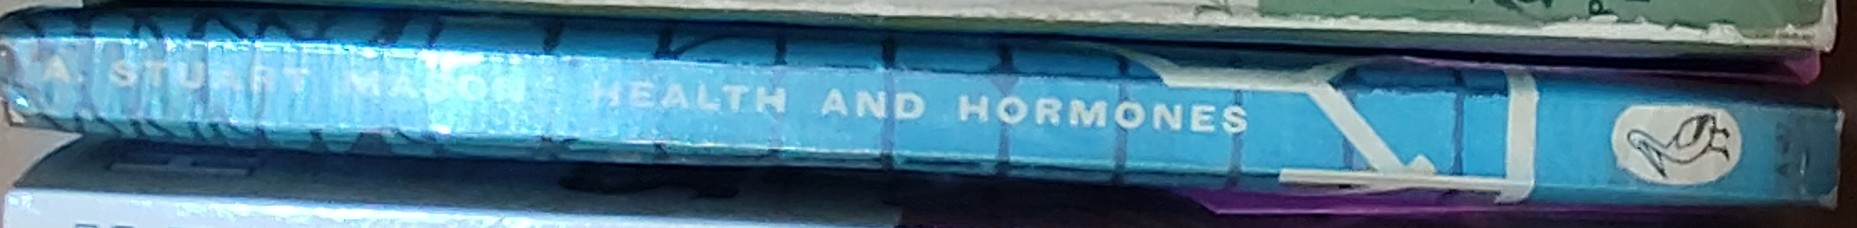 A. STUART MASON HEALTH AND HORMONES